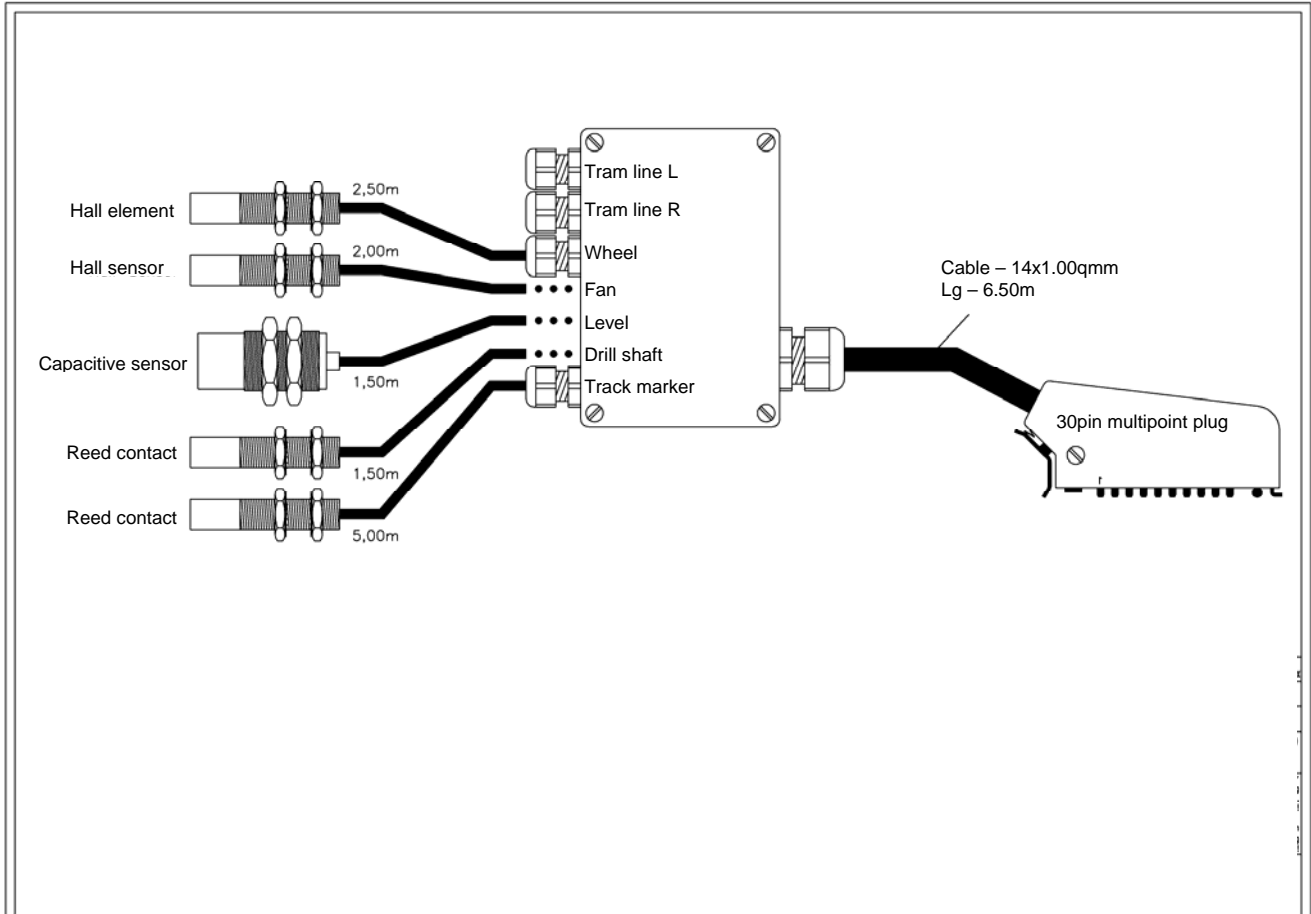 Hall element
2,50m
Hall sensor
2,00m
Capacitive sensor
1,50m
Reed contact
1,50m
Reed contact
5,00m
Tram line L
Tram line R
Wheel
Fan
Level
Drill shaft
Track marker
Cable – 14x1.00qmm
Lg – 6.50m
30pin multipoint plug